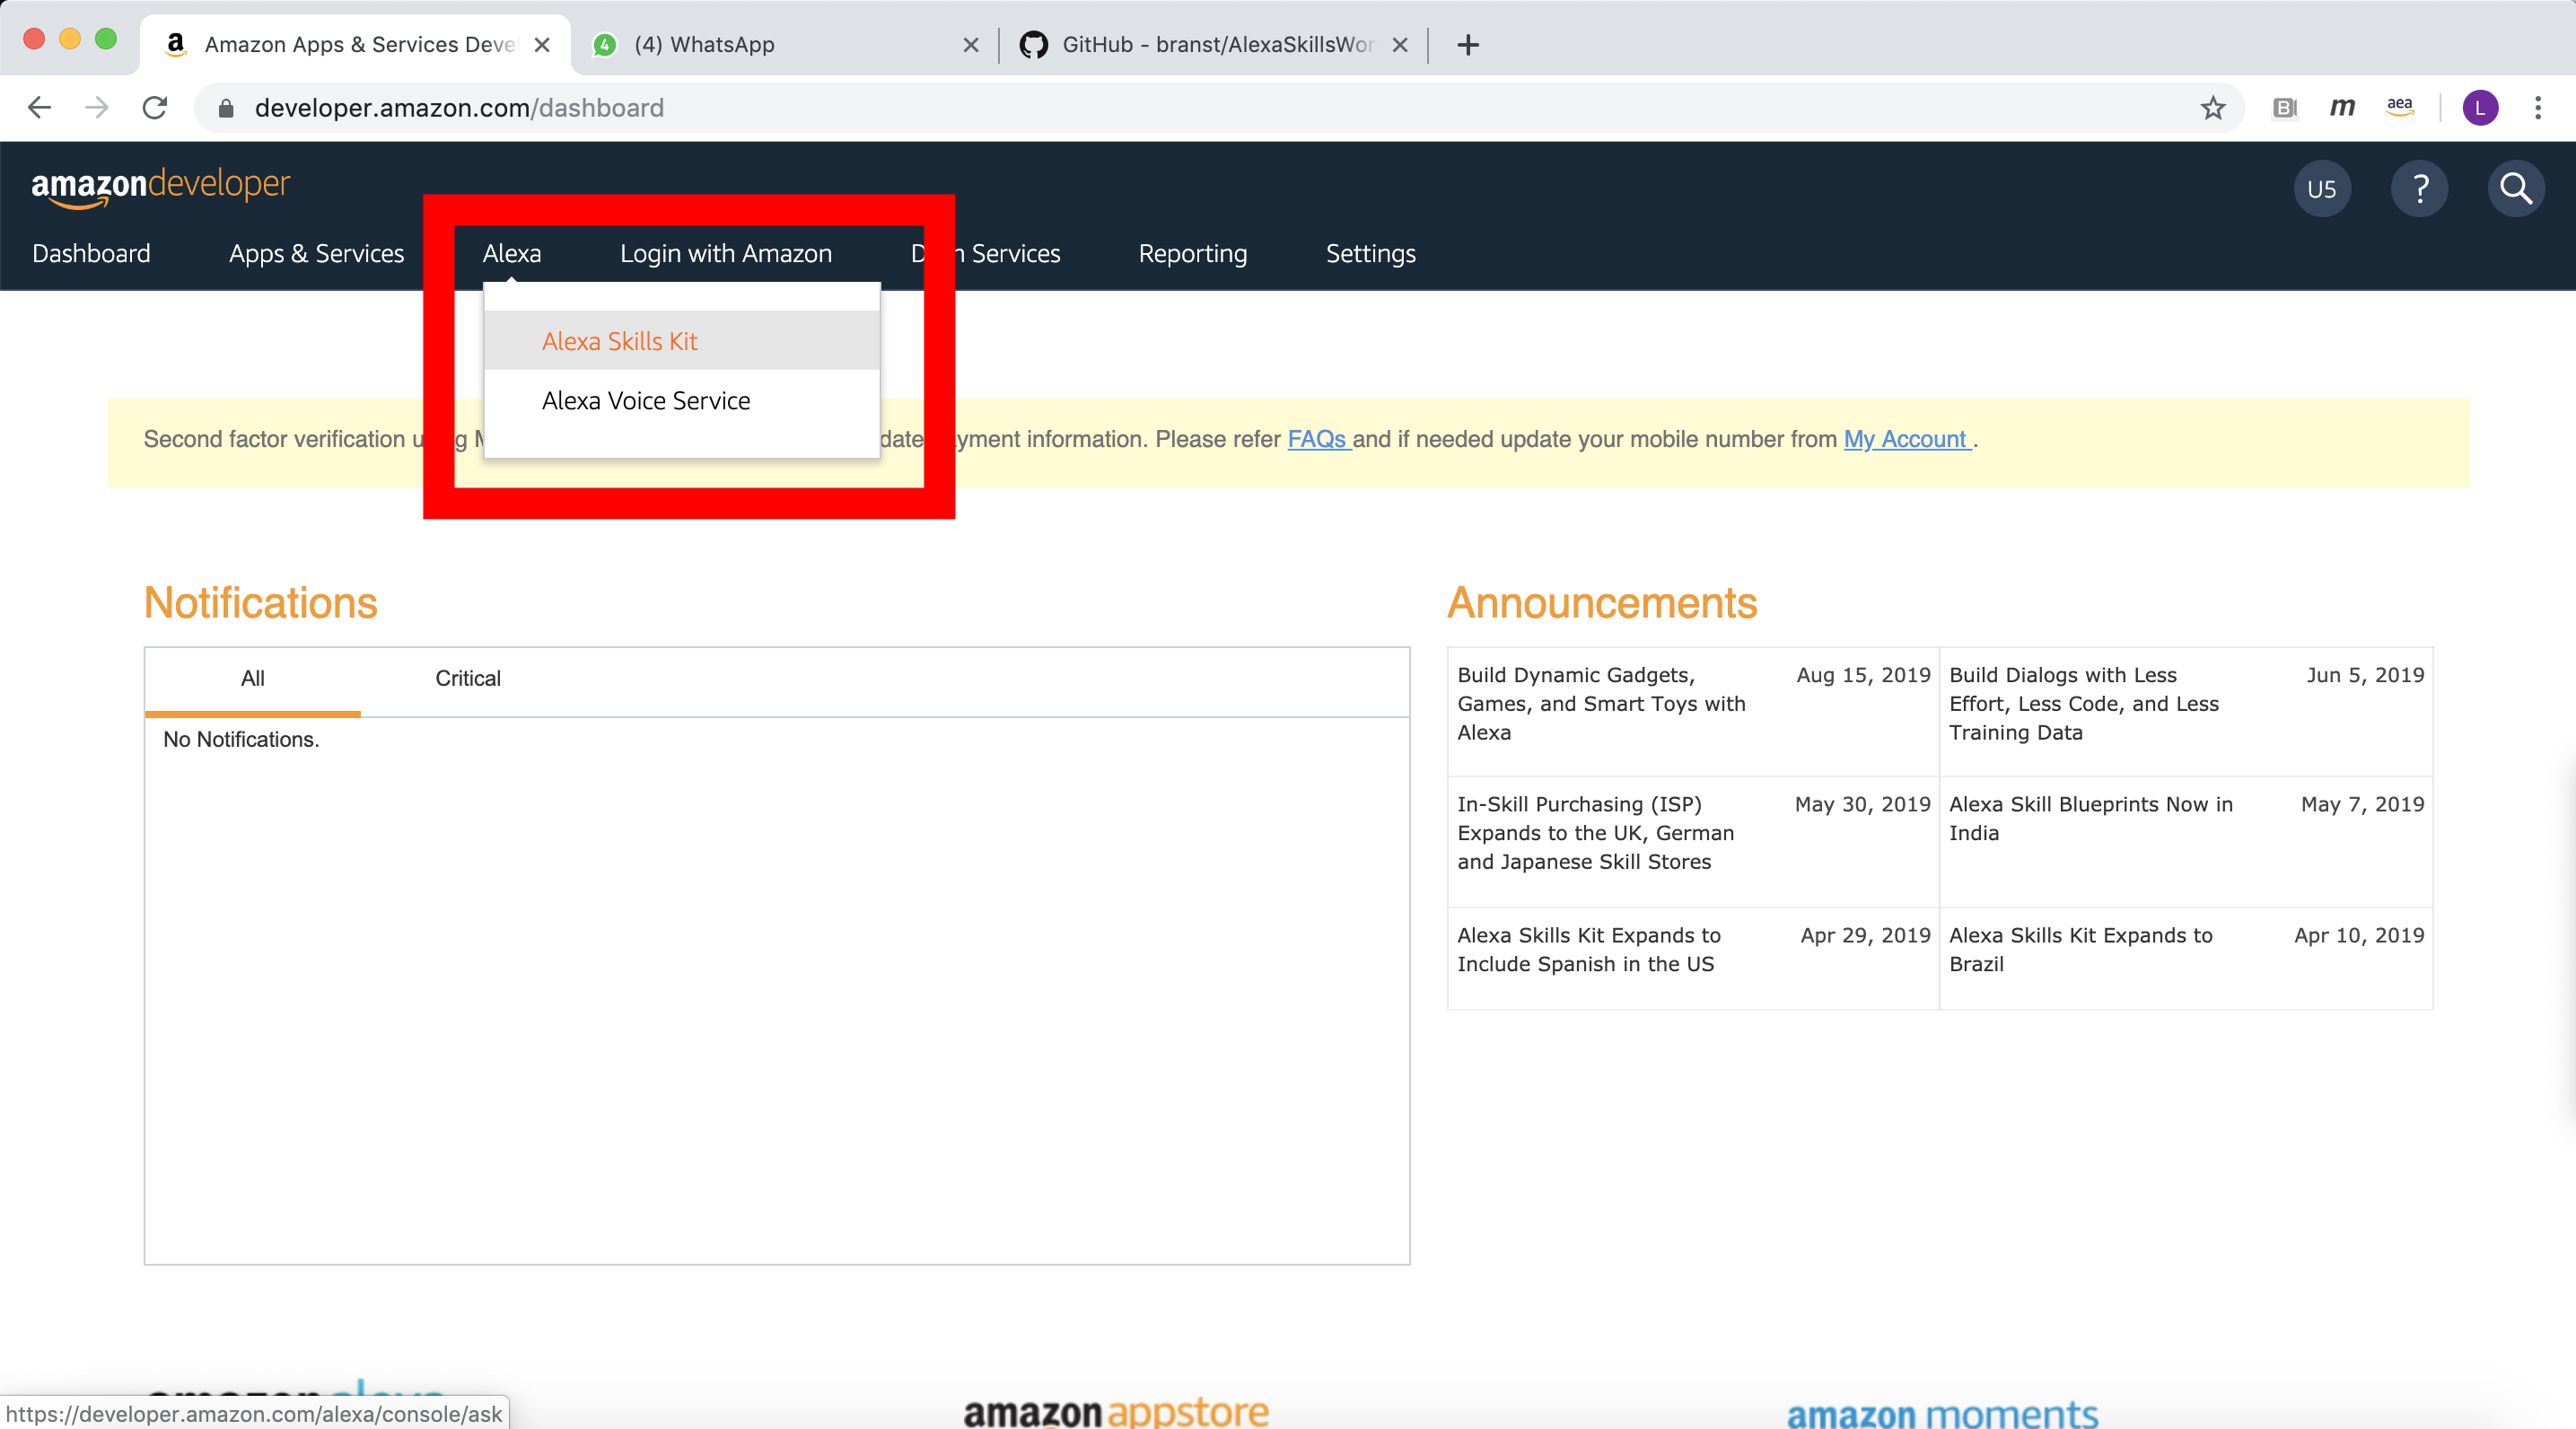 Amazon Apps & Services Deve
4
(4) WhatsApp
GitHub - branst/AlexaSkillsWor
developer.amazon.com/dashboard
B
m
aea
L
amazondeveloper
U5
?
Dashboard
Apps & Services
Alexa
Login with Amazon
Services
Reporting
Settings
Alexa Skills Kit
Alexa Voice Service
Second factor verification
information. Please refer FAQs and if needed update your mobile number from My Account .
Notifications
All
Critical
No Notifications.
Announcements
Build Dynamic Gadgets,
Games, and Smart Toys with
Alexa
Aug 15, 2019
Build Dialogs with Less
Effort, Less Code, and Less
Training Data
Jun 5, 2019
In-Skill Purchasing (ISP)
Expands to the UK, German
and Japanese Skill Stores
May 30, 2019
Alexa Skill Blueprints Now in
India
May 7, 2019
Alexa Skills Kit Expands to
Include Spanish in the US
Apr 29, 2019
Alexa Skills Kit Expands to
Brazil
Apr 10, 2019
https://developer.amazon.com/alexa/console/ask
amazon appstore
amazon moments